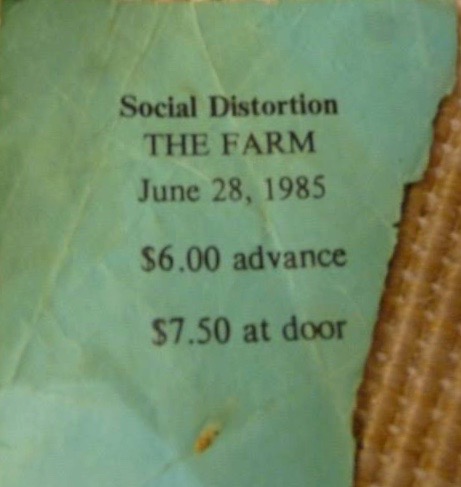 Social Distortion
THE FARM
June 28, 1985
$6.00 advance
$7.50 at door